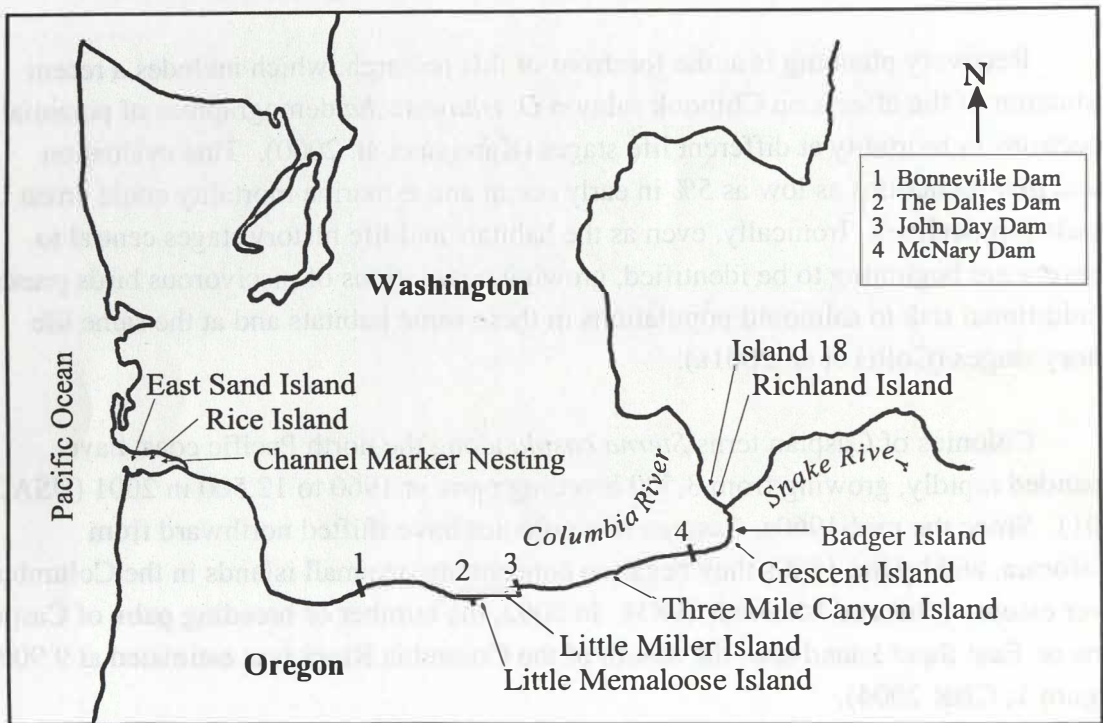 N
1 Bonneville Dam
2 The Dalles Dam
3 John Day Dam
4 McNary Dam
Washington
Island 18
Richland Island
Pacific Ocean
East Sand Island
Rice Island
Channel Marker Nesting
Columbia River
Snake River
Badger Island
4
Crescent Island
1
3
Three Mile Canyon Island
Little Miller Island
Oregon
Little Memaloose Island